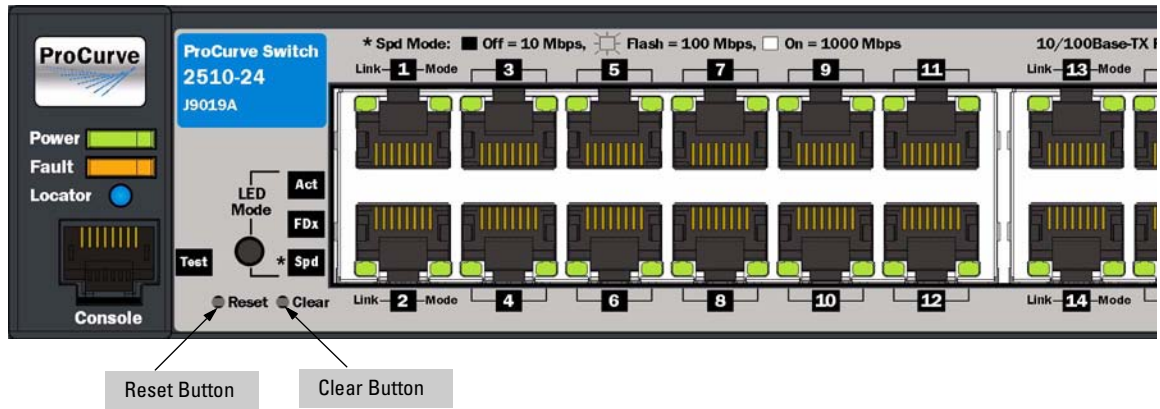 ProCurve
Power
Fault
Locator
Console
ProCurve Switch
2510-24
J9019A
* Spd Mode: Off = 10 Mbps, Flash = 100 Mbps, On = 1000 Mbps
10/100Base-TX
Link 1 Mode 3 5 7 9 11 Link 13 Mode
LED
Mode
Act
FDx
* Spd
Test
Reset Clear
Link 2 Mode 4 6 8 10 12 Link 14 Mode
Reset Button
Clear Button